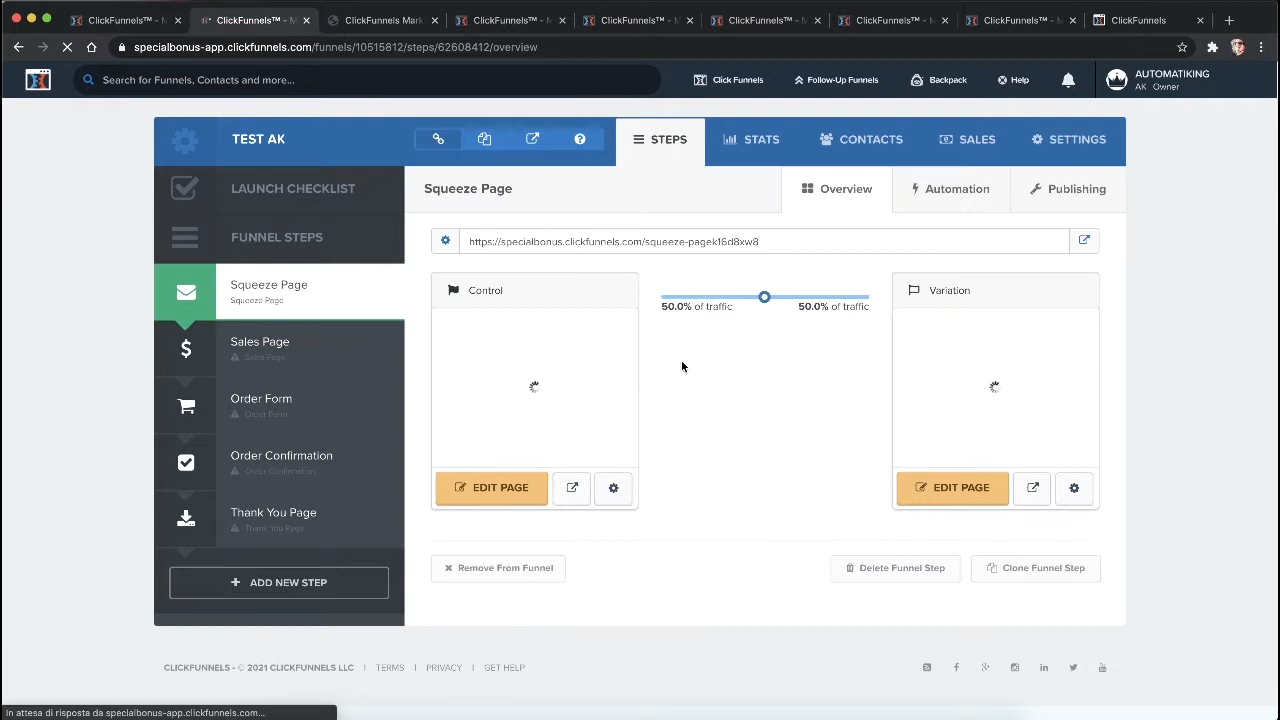 ClickFunnels™ - M
ClickFunnels™ - M
ClickFunnels Mark
ClickFunnels™ - M
ClickFunnels™ - M
ClickFunnels™ - M
ClickFunnels™ - M
ClickFunnels™ - M
ClickFunnels
specialbonus-app.clickfunnels.com/funnels/10515812/steps/62608412/overview
Search for Funnels, Contacts and more...
Click Funnels
Follow-Up Funnels
Backpack
Help
AUTOMATIKING
AK Owner
TEST AK
STEPS
STATS
CONTACTS
SALES
SETTINGS
LAUNCH CHECKLIST
Squeeze Page
Overview
Automation
Publishing
FUNNEL STEPS
https://specialbonus.clickfunnels.com/squeeze-pagek16d8xw8
Squeeze Page
Squeeze Page
Control
50.0% of traffic
50.0% of traffic
Variation
Sales Page
Sales Page
Order Form
Order Form
Order Confirmation
Order Confirmation
EDIT PAGE
EDIT PAGE
Thank You Page
Thank You Page
Remove From Funnel
Delete Funnel Step
Clone Funnel Step
ADD NEW STEP
CLICKFUNNELS - © 2021 CLICKFUNNELS LLC | TERMS | PRIVACY | GET HELP
In attesa di risposta da specialbonus-app.clickfunnels.com...